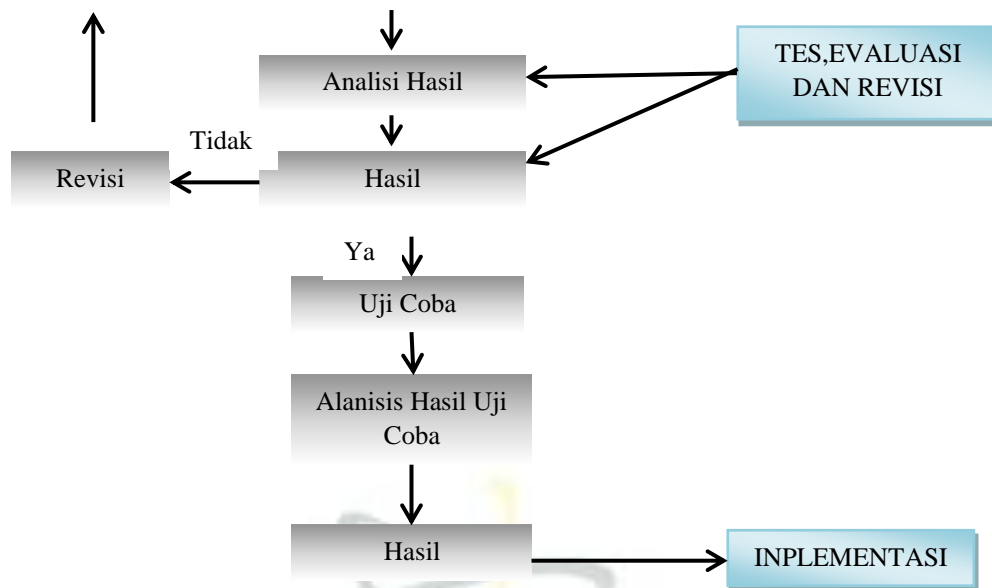 TES,EVALUASI
DAN REVISI
Analisi Hasil
Tidak
Revisi
Hasil
Ya
Uji Coba
Alanisis Hasil Uji
Coba
Hasil
INPLEMENTASI